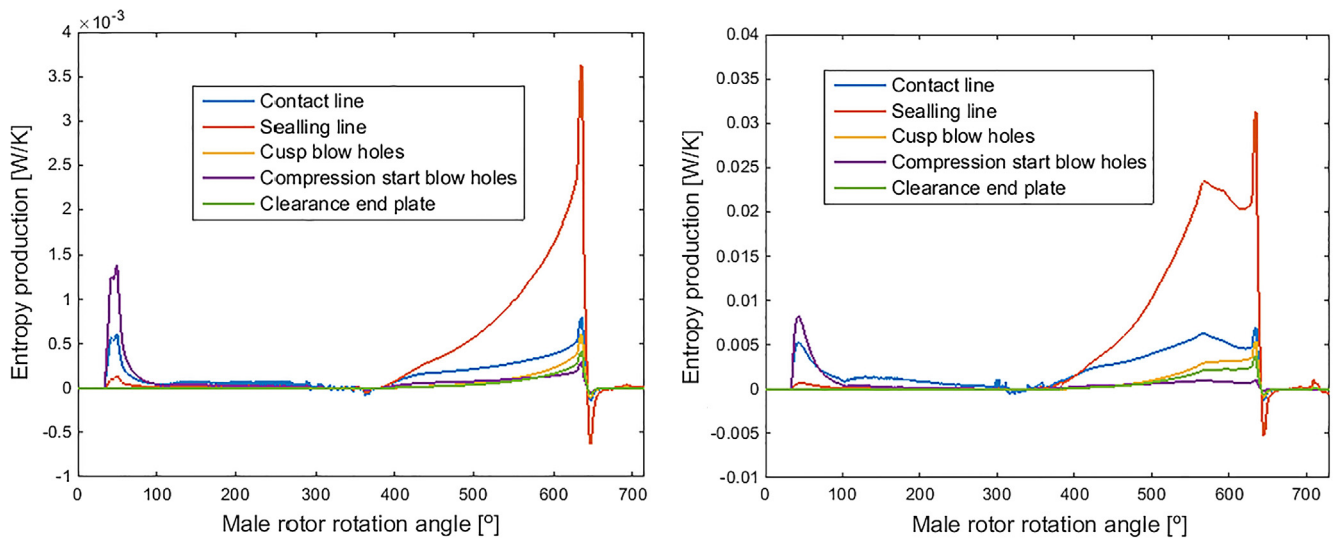 ×10-3
4
3.5
3
2.5
2
1.5
1
0.5
0
-0.5
-1
Entropy production [W/K]
Contact line
Sealling line
Cusp blow holes
Compression start blow holes
Clearance end plate
0 100 200 300 400 500 600 700
Male rotor rotation angle [º]
0.04
0.035
0.03
0.025
0.02
0.015
0.01
0.005
0
-0.005
-0.01
Entropy production [W/K]
Contact line
Sealling line
Cusp blow holes
Compression start blow holes
Clearance end plate
0 100 200 300 400 500 600 700
Male rotor rotation angle [º]